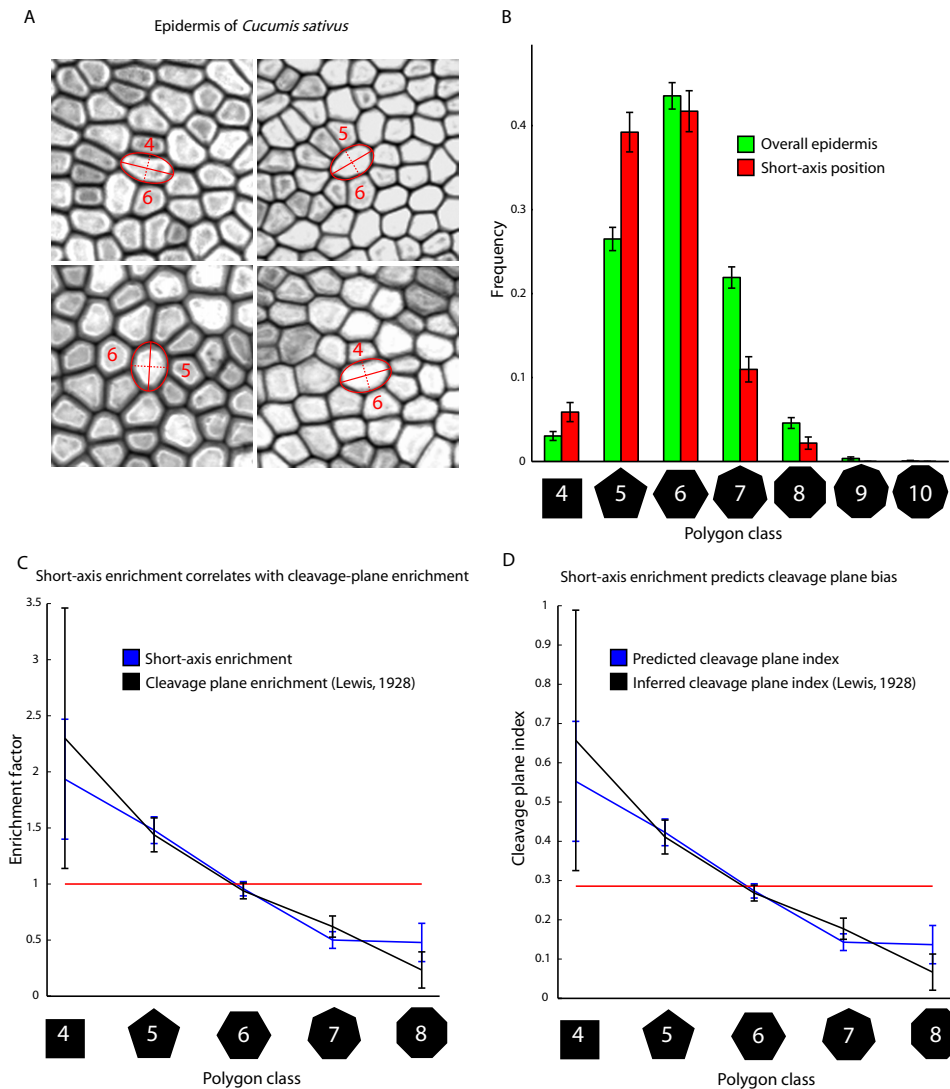 A
Epidermis of Cucumis sativus
4
6
5
6
6
5
4
6
B
Frequency
0.4
0.3
0.2
0.1
0
Overall epidermis
Short-axis position
4 5 6 7 8 9 10
Polygon class
C
Short-axis enrichment correlates with cleavage-plane enrichment
Enrichment factor
3.5
3
2.5
2
1.5
1
0.5
0
Short-axis enrichment
Cleavage plane enrichment (Lewis, 1928)
4 5 6 7 8
Polygon class
D
Short-axis enrichment predicts cleavage plane bias
Cleavage plane index
1
0.9
0.8
0.7
0.6
0.5
0.4
0.3
0.2
0.1
0
Predicted cleavage plane index
Inferred cleavage plane index (Lewis, 1928)
4 5 6 7 8
Polygon class